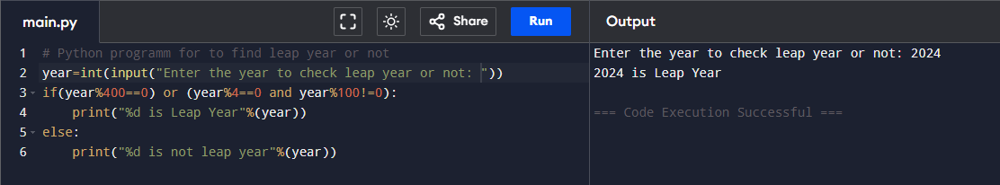 main.py
Share
Run
Output
1 # Python programm for to find leap year or not
2 year=int(input("Enter the year to check leap year or not: "))
3 if(year%400==0) or (year%4==0 and year%100!=0):
4     print("%d is Leap Year"%(year))
5 else:
6     print("%d is not leap year"%(year))
Enter the year to check leap year or not: 2024
2024 is Leap Year
=== Code Execution Successful ===